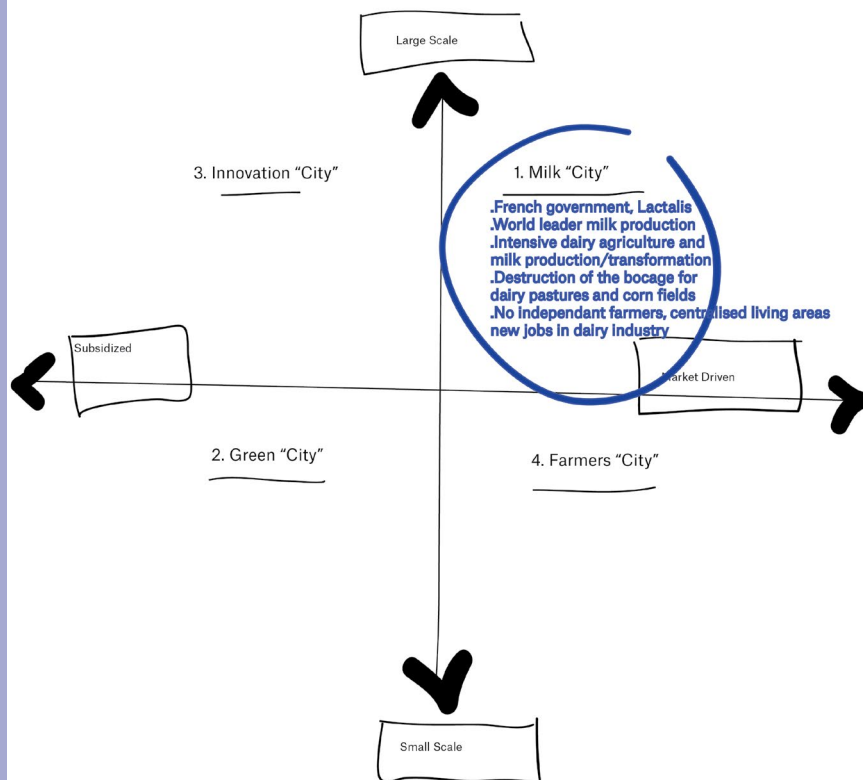 Large Scale
3. Innovation “City”
1. Milk “City”
.French government, Lactalis
.World leader milk production
.Intensive dairy agriculture and
milk production/transformation
.Destruction of the bocage for
dairy pastures and corn fields
.No independant farmers, centralised living areas
new jobs in dairy industry
Subsidized
Market Driven
2. Green “City”
4. Farmers “City”
Small Scale